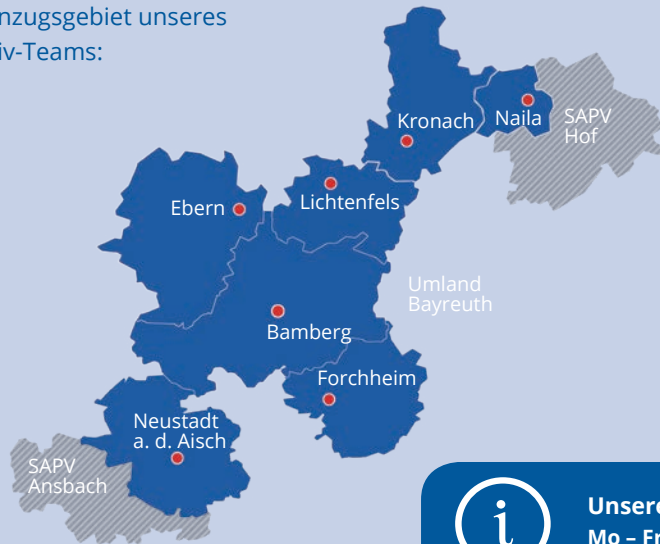 nzugsgebiet unseres
iv-Teams:
Kronach
Naila
SAPV
Hof
Ebern
Lichtenfels
Umland
Bayreuth
Bamberg
Forchheim
Neustadt
a. d. Aisch
SAPV
Ansbach
i
Unsere
Mo – Fr